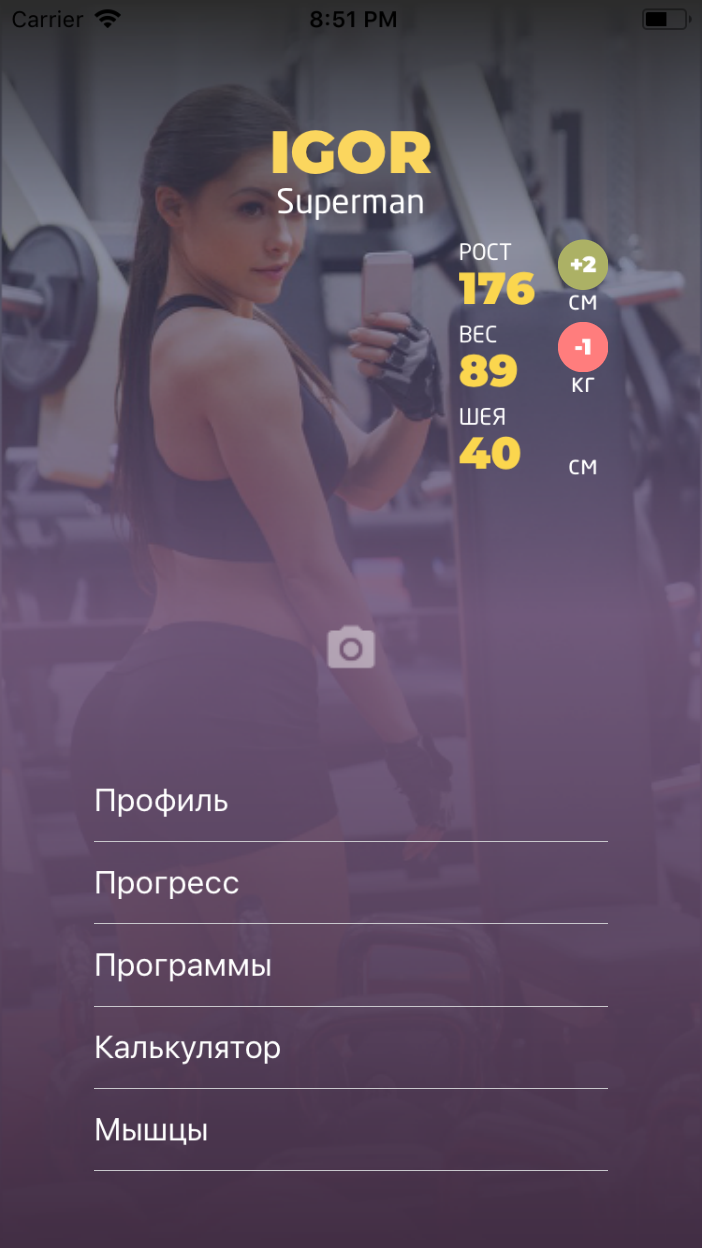 Carrier 8:51 PM
IGOR
Superman
РОСТ
176 +2
СМ
ВЕС
89 -1
КГ
ШЕЯ
40 СМ
Профиль
Прогресс
Программы
Калькулятор
Мышцы